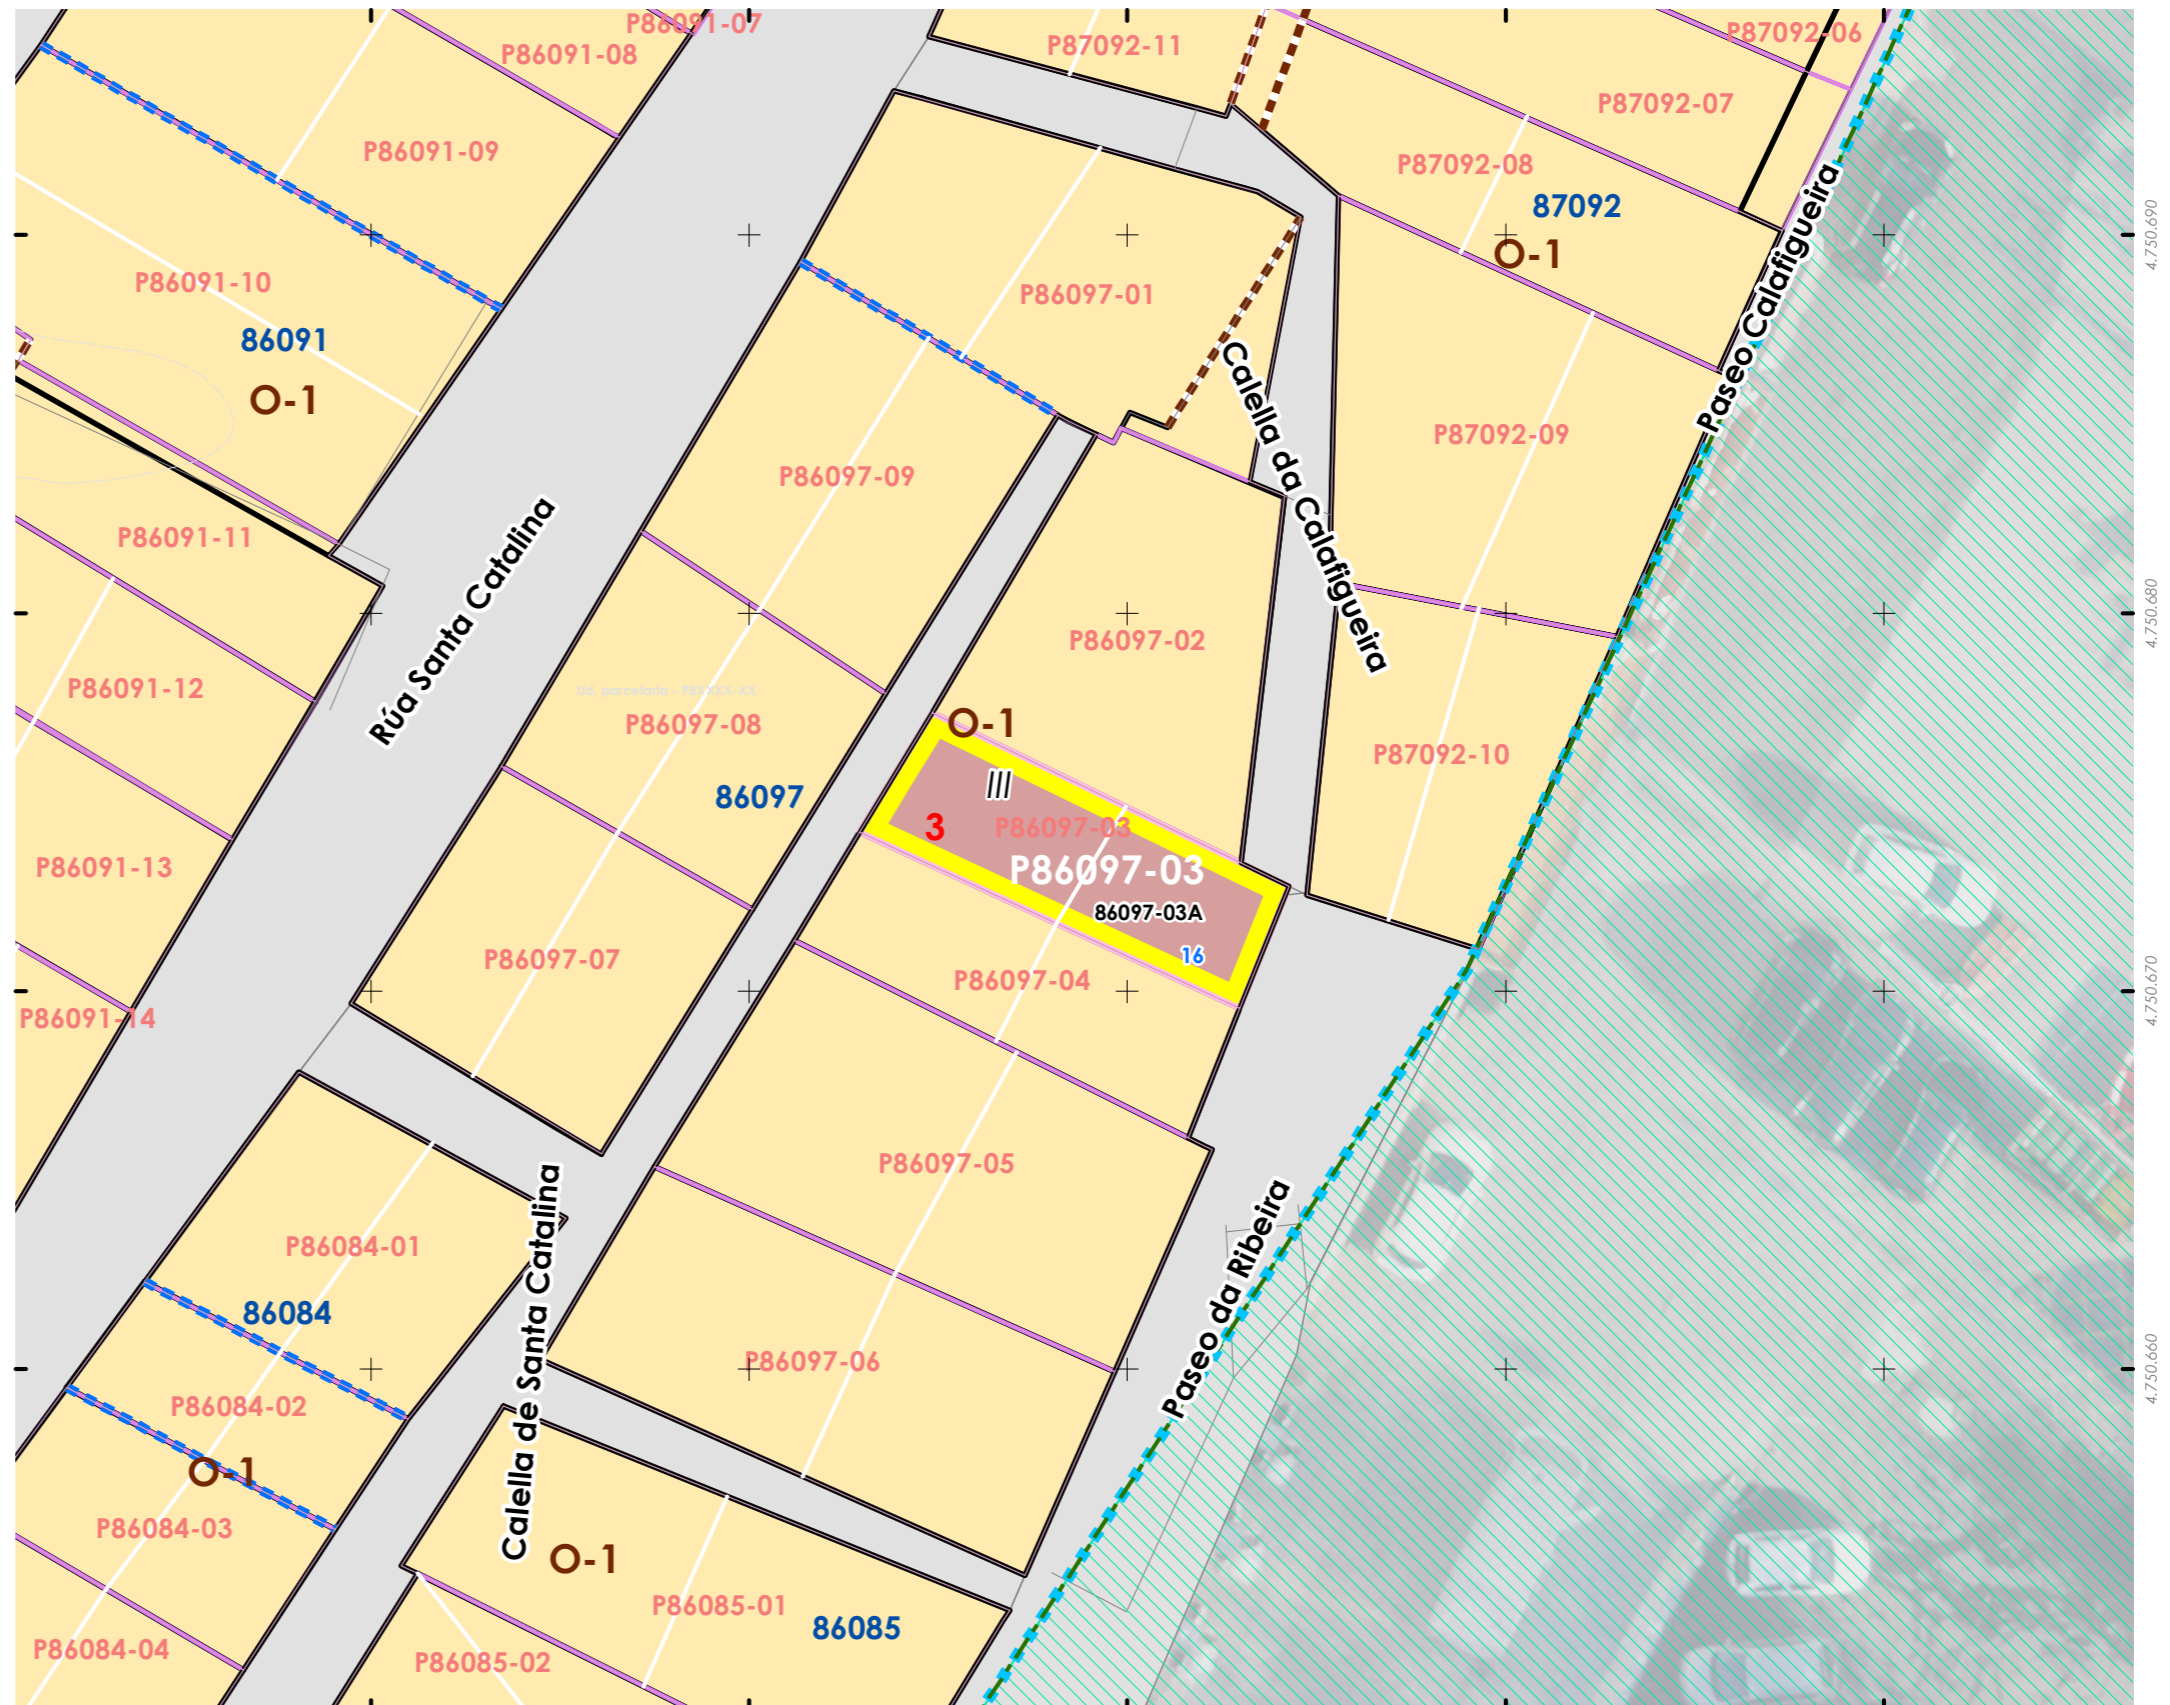 P86091-07
P87092-06
P87092-11
P86091-08
P87092-07
P86091-09
P87092-08
87092
O-1
4.750.690
Paseo Calafigueira
P86091-10
P86097-01
86091
O-1
Calella da Calafigueira
P87092-09
P86097-09
P86091-11
Rúa Santa Catalina
4.750.680
P86097-02
P86091-12
Ud. parcelaria - P8XXXX-XX
P86097-08
O-1
P87092-10
III
86097
3
P86097-03
P86097-03
P86091-13
86097-03A
16
P86097-07
P86097-04
4.750.670
P86091-14
P86097-05
Calella de Santa Catalina
Paseo da Ribeira
P86084-01
86084
P86097-06
4.750.660
P86084-02
O-1
P86084-03
O-1
P86085-01
86085
P86084-04
P86085-02